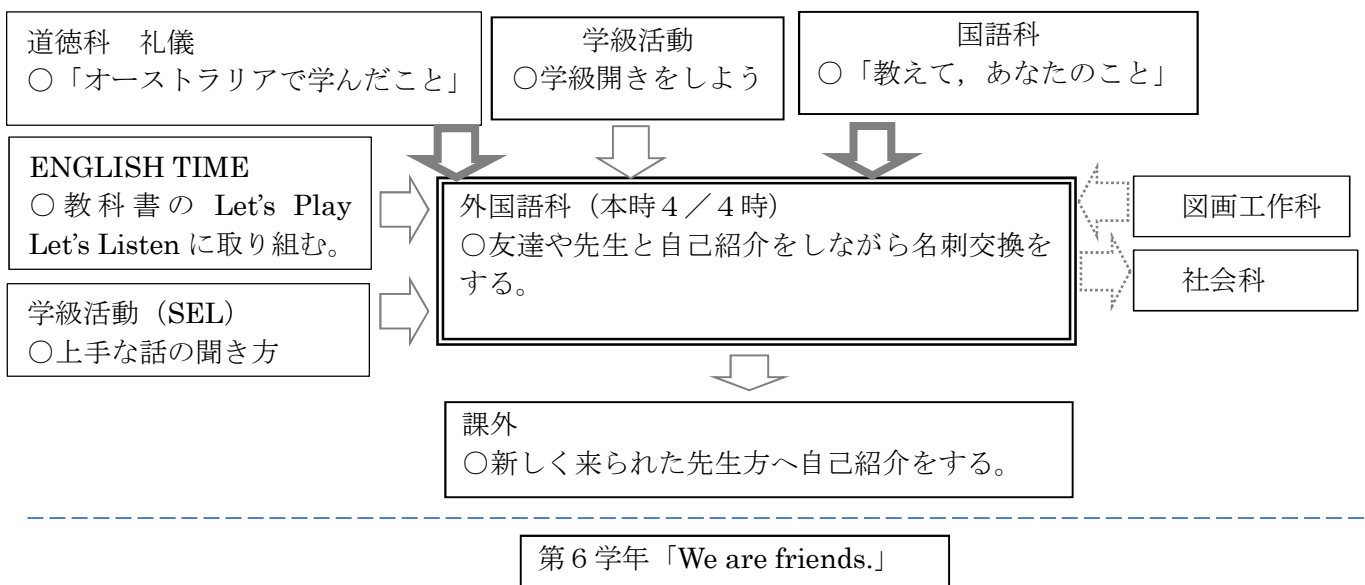 道徳科　礼儀
○「オーストラリアで学んだこと」
学級活動
○学級開きをしよう
国語科
○「教えて，あなたのこと」
ENGLISH TIME
○教科書の Let's Play
Let's Listen に取り組む。
学級活動（SEL）
○上手な話の聞き方
外国語科（本時４／４時）
○友達や先生と自己紹介をしながら名刺交換を
する。
図画工作科
社会科
課外
○新しく来られた先生方へ自己紹介をする。
第６学年「We are friends.」